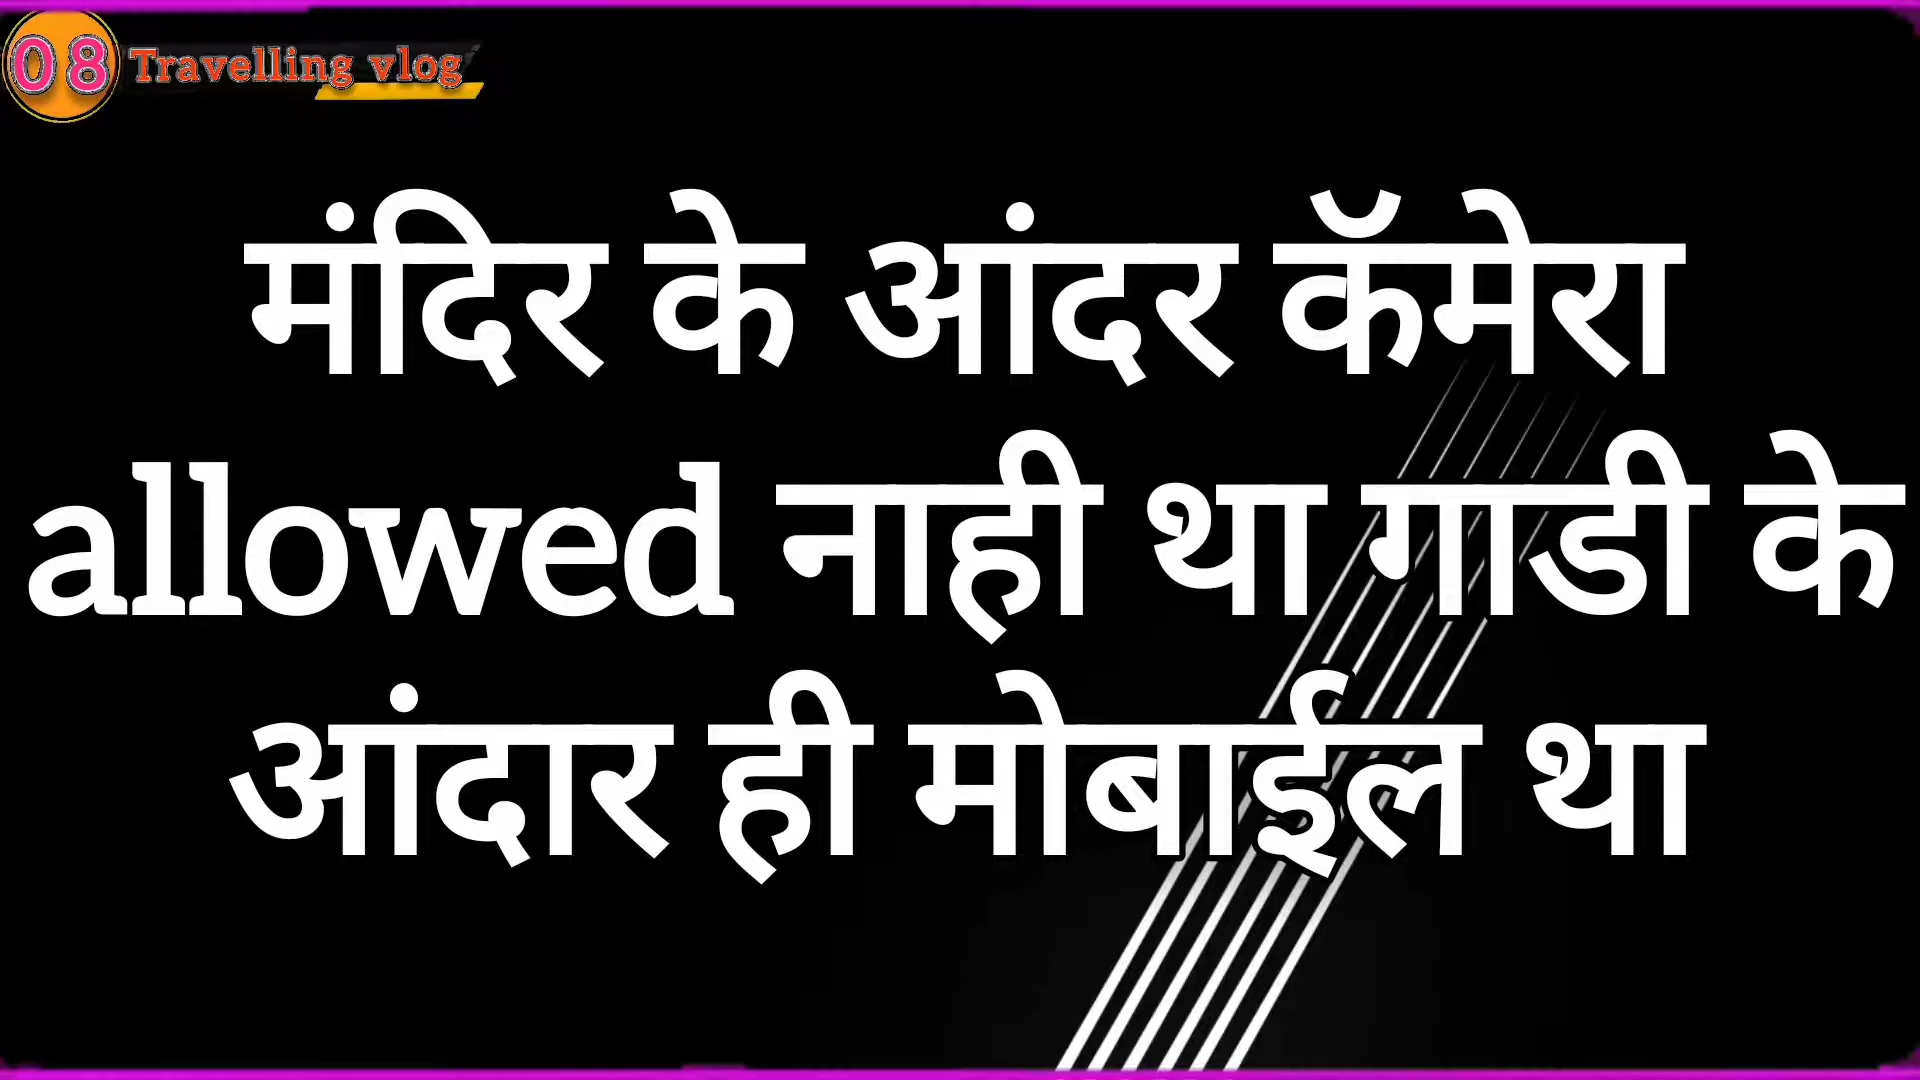 08 Travelling vlog
मंदिर के आंदर कॅमेरा
allowed नाही था गाडी के
आंदार ही मोबाईल था